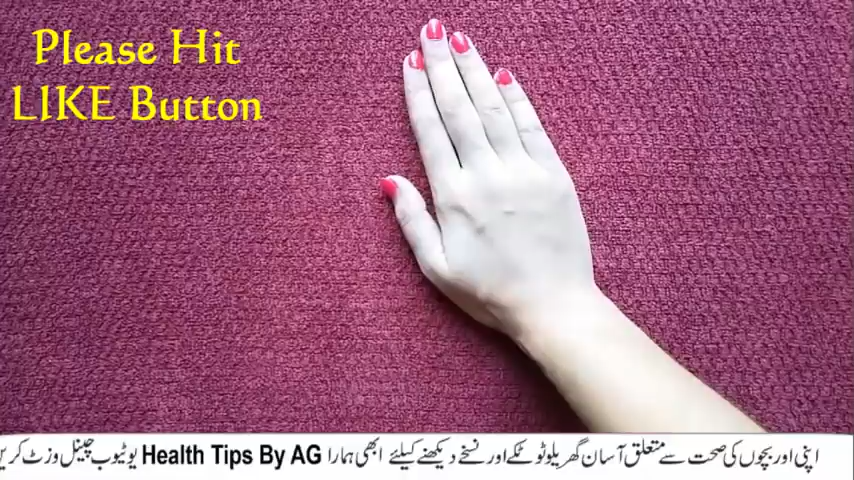 Please Hit
LIKE Button
اپنی اور بچوں کی صحت سے متعلق آسان گھریلو ٹوٹکے اور نسخے دیکھنے کیلئے ابھی ہمارا Health Tips By AG یوٹیوب چینل وزٹ کریں